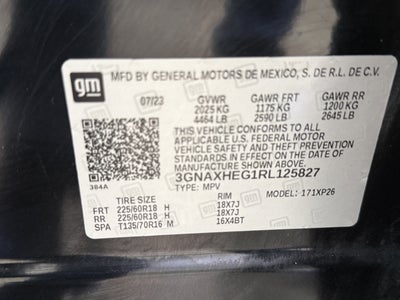 gm
MFD BY GENERAL MOTORS DE MEXICO, S. DE R.L. DE C.V.
07/23 GVWR GAWR FRT GAWR RR
2025 KG 1175 KG 1200 KG
4464 LB 2590 LB 2645 LB
THIS VEHICLE CONFORMS TO ALL APPLICABLE
U.S. FEDERAL MOTOR VEHICLE SAFETY, BUMPER, AND
THEFT PREVENTION STANDARDS IN EFFECT ON THE
DATE OF MANUFACTURE SHOWN ABOVE.
3GNAXHEG1RL125827
384A TYPE: MPV MODEL: 171XP26
TIRE SIZE RIM
FRT 225/60R18 H 18X7J
RR 225/60R18 H 18X7J
SPA T135/70R16 M 16X4BT